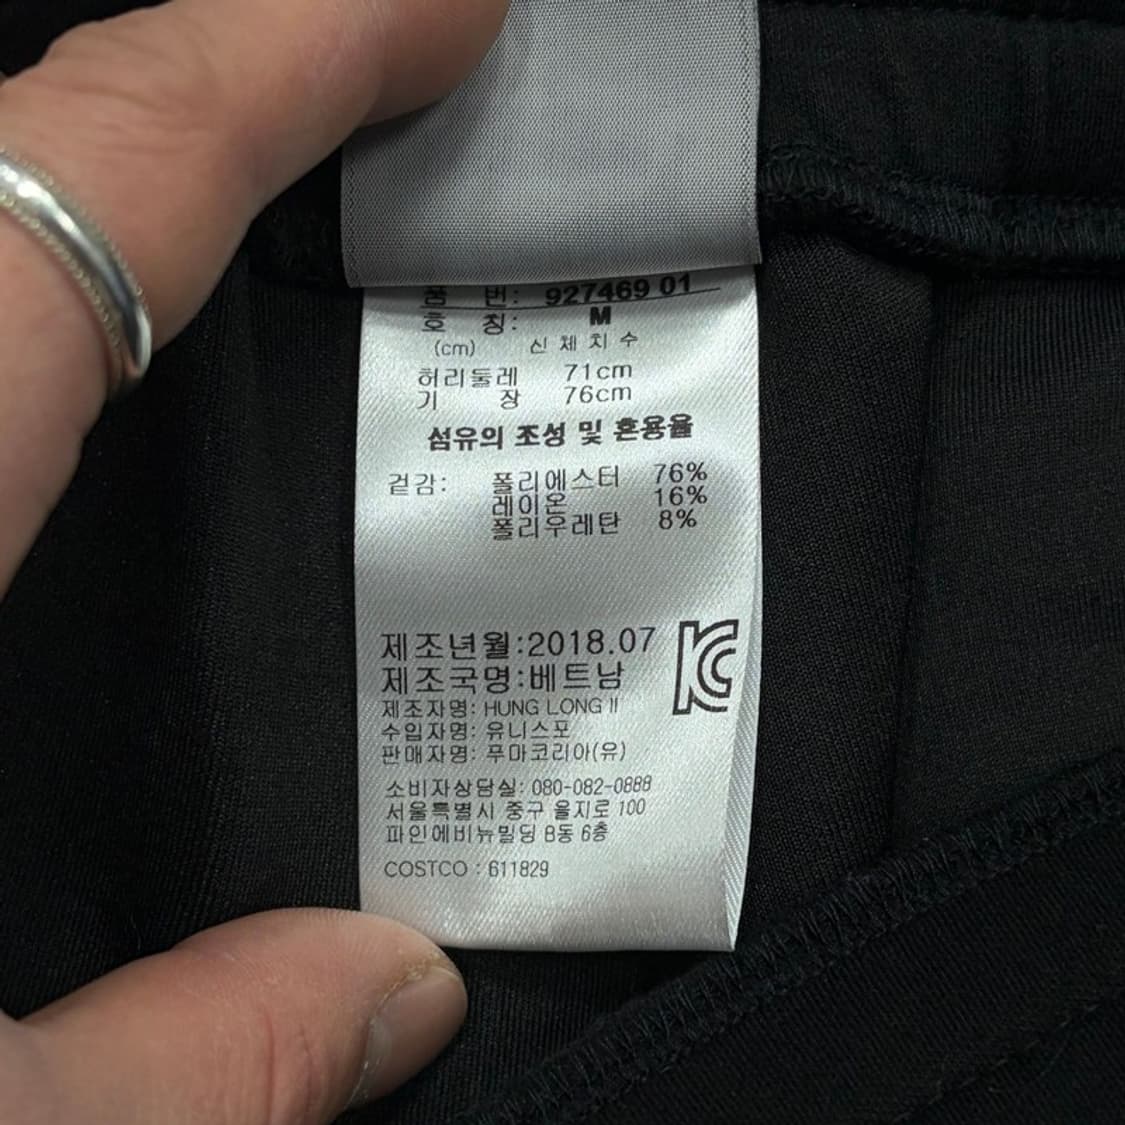 품 번: 927469 01
호 칭: M
(cm) 신 체 치 수
허리둘레 71cm
기 장 76cm
섬유의 조성 및 혼용율
겉감: 폴리에스터 76%
레이온 16%
폴리우레탄 8%
제조년월:2018.07
제조국명:베트남
제조자명: HUNG LONG II
수입자명: 유니스포
판매자명: 푸마코리아(유)
소비자상담실: 080-082-0888
서울특별시 중구 을지로 100
파인에비뉴빌딩 B동 6층
COSTCO : 611829